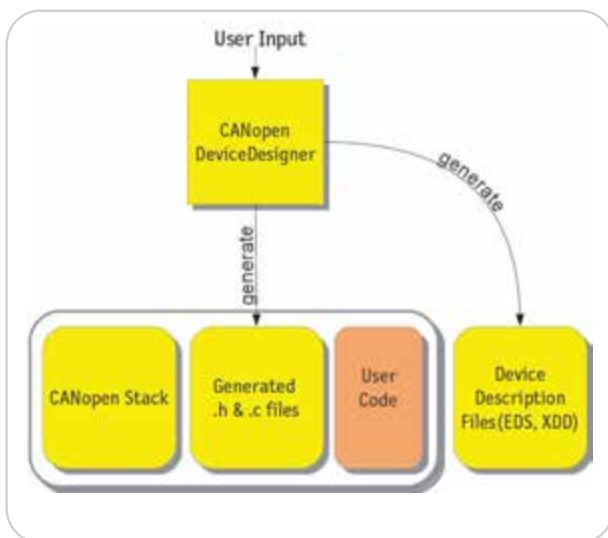 User Input
CANopen
DeviceDesigner
generate
generate
CANopen Stack
Generated
.h & .c files
User
Code
Device
Description
Files(EDS, XDD)